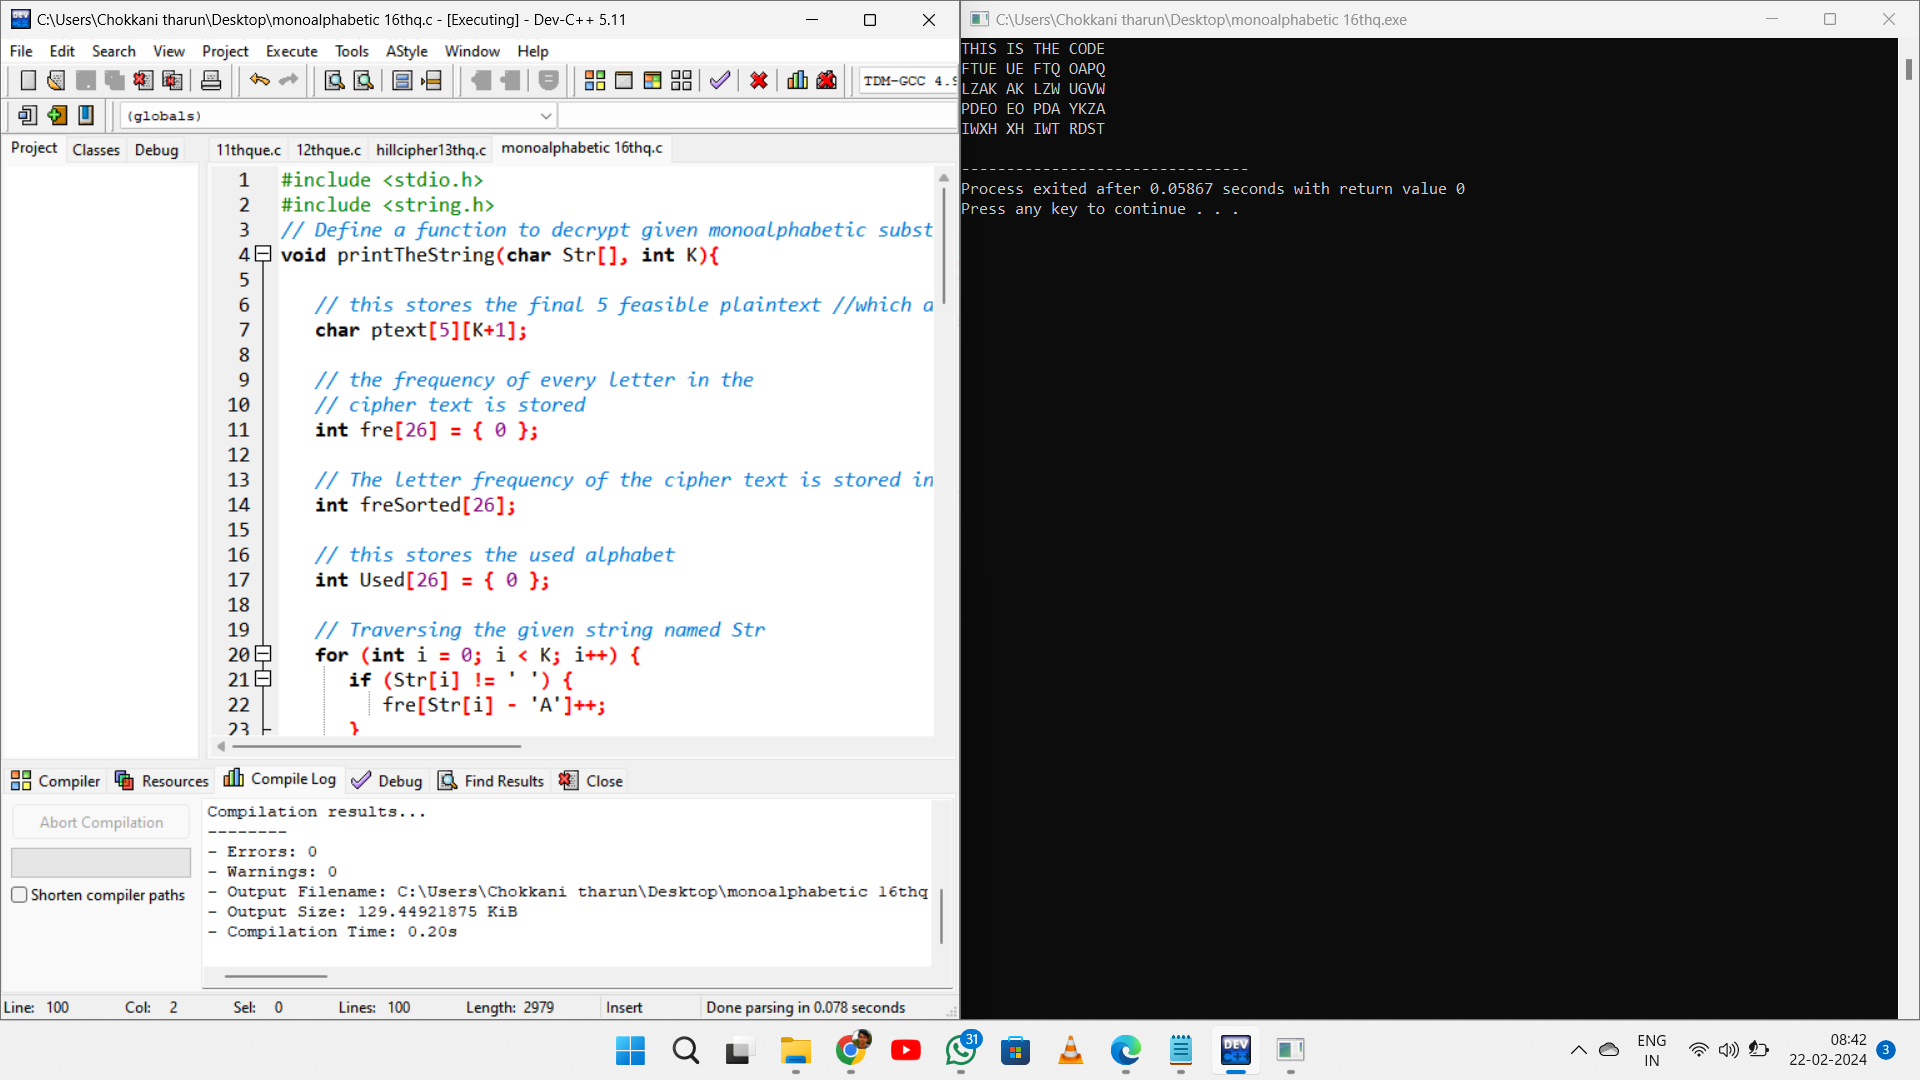 C:\Users\Chokkani tharun\Desktop\monoalphabetic 16thq.c - [Executing] - Dev-C++ 5.11
File Edit Search View Project Execute Tools AStyle Window Help
TDM-GCC 4.9
(globals)
Project Classes Debug
11thque.c 12thque.c hillcipher13thq.c monoalphabetic 16thq.c
1 #include <stdio.h>
2 #include <string.h>
3 // Define a function to decrypt given monoalphabetic subst
4 void printTheString(char Str[], int K){
5
6 // this stores the final 5 feasible plaintext //which a
7 char ptext[5][K+1];
8
9 // the frequency of every letter in the
10 // cipher text is stored
11 int fre[26] = { 0 };
12
13 // The letter frequency of the cipher text is stored in
14 int freSorted[26];
15
16 // this stores the used alphabet
17 int Used[26] = { 0 };
18
19 // Traversing the given string named Str
20 for (int i = 0; i < K; i++) {
21 if (Str[i] != ' ') {
22 fre[Str[i] - 'A']++;
23 }
Compiler Resources Compile Log Debug Find Results Close
Abort Compilation
Shorten compiler paths
Compilation results...
--------
- Errors: 0
- Warnings: 0
- Output Filename: C:\Users\Chokkani tharun\Desktop\monoalphabetic 16thq
- Output Size: 129.44921875 KiB
- Compilation Time: 0.20s
Line: 100 Col: 2 Sel: 0 Lines: 100 Length: 2979 Insert Done parsing in 0.078 seconds
C:\Users\Chokkani tharun\Desktop\monoalphabetic 16thq.exe
THIS IS THE CODE
FTUE UE FTQ OAPQ
LZAK AK LZW UGVW
PDEO EO PDA YKZA
IWXH XH IWT RDST
--------------------------------
Process exited after 0.05867 seconds with return value 0
Press any key to continue . . .
31
DEV C++
ENG
IN
08:42
22-02-2024
3